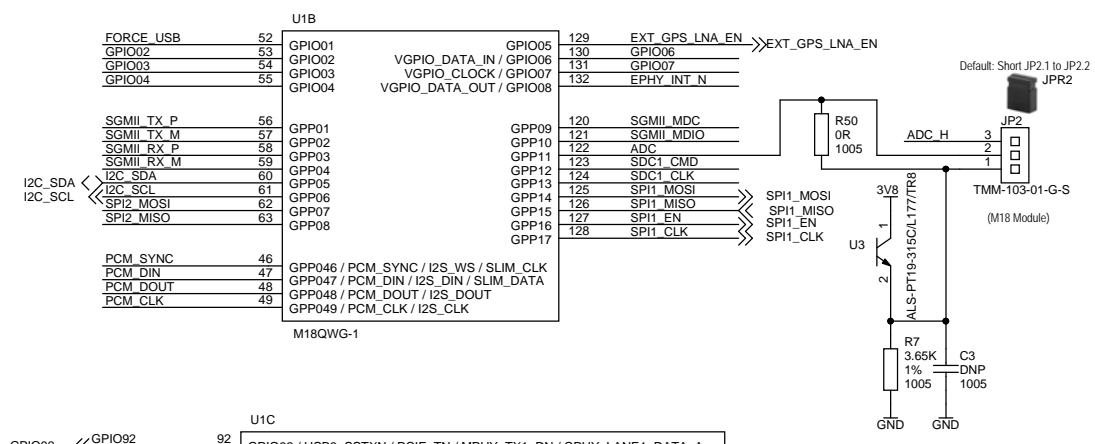 U1B
FORCE_USB 52 GPIO01
GPIO02 53 GPIO02
GPIO03 54 GPIO03
GPIO04 55 GPIO04
GPIO05 129 EXT_GPS_LNA_EN EXT_GPS_LNA_EN
VGPIO_DATA_IN / GPIO06 130 GPIO06
VGPIO_CLOCK / GPIO07 131 GPIO07
VGPIO_DATA_OUT / GPIO08 132 EPHY_INT_N
SGMII_TX_P 56 GPP01
SGMII_TX_M 57 GPP02
SGMII_RX_P 58 GPP03
SGMII_RX_M 59 GPP04
I2C_SDA I2C_SDA 60 GPP05
I2C_SCL I2C_SCL 61 GPP06
SPI2_MOSI 62 GPP07
SPI2_MISO 63 GPP08
GPP09 120 SGMII_MDC
GPP10 121 SGMII_MDIO
GPP11 122 ADC
GPP12 123 SDC1_CMD
GPP13 124 SDC1_CLK
GPP14 125 SPI1_MOSI SPI1_MOSI
GPP15 126 SPI1_MISO SPI1_MISO
GPP16 127 SPI1_EN SPI1_EN
GPP17 128 SPI1_CLK SPI1_CLK
PCM_SYNC 46 GPP046 / PCM_SYNC / I2S_WS / SLIM_CLK
PCM_DIN 47 GPP047 / PCM_DIN / I2S_DIN / SLIM_DATA
PCM_DOUT 48 GPP048 / PCM_DOUT / I2S_DOUT
PCM_CLK 49 GPP049 / PCM_CLK / I2S_CLK
M18QWG-1
Default: Short JP2.1 to JP2.2
JPR2
R50
0R
1005
ADC_H
JP2
3
2
1
TMM-103-01-G-S
(M18 Module)
3V8
1
U3
2
ALS-PT19-315C/L177/TR8
R7
3.65K
1%
1005
C3
DNP
1005
GND
GND
U1C
GPIO92
92